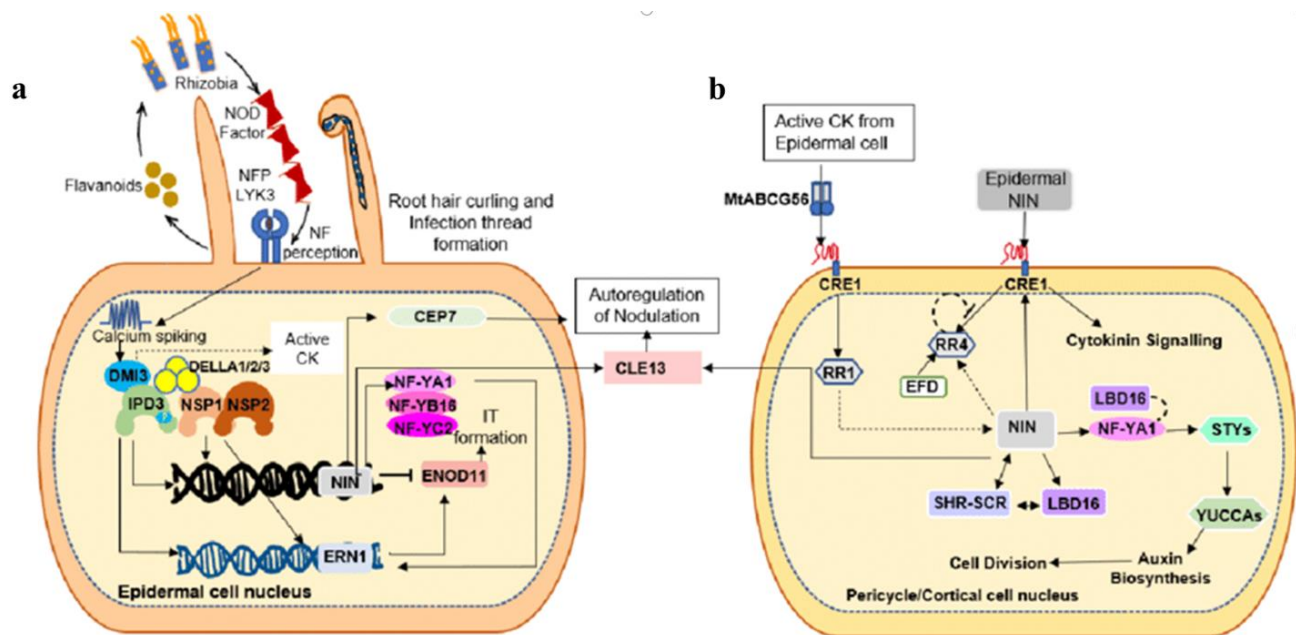 a
Rhizobia
NOD
Factor
NFP
LYK3
Flavanoids
NF
perception
Root hair curling and
Infection thread
formation
Calcium spiking
Active
CK
DMI3
DELLA1/2/3
IPD3
?
NSP1
NSP2
CEP7
NF-YA1
NF-YB16
NF-YC2
IT
formation
NIN
ENOD11
ERN1
Epidermal cell nucleus
Autoregulation
of Nodulation
CLE13
b
Active CK from
Epidermal cell
MtABCG56
Epidermal
NIN
CRE1
CRE1
RR4
Cytokinin Signalling
RR1
EFD
LBD16
NIN
NF-YA1
STYs
SHR-SCR
LBD16
YUCCAs
Cell Division
Auxin
Biosynthesis
Pericycle/Cortical cell nucleus